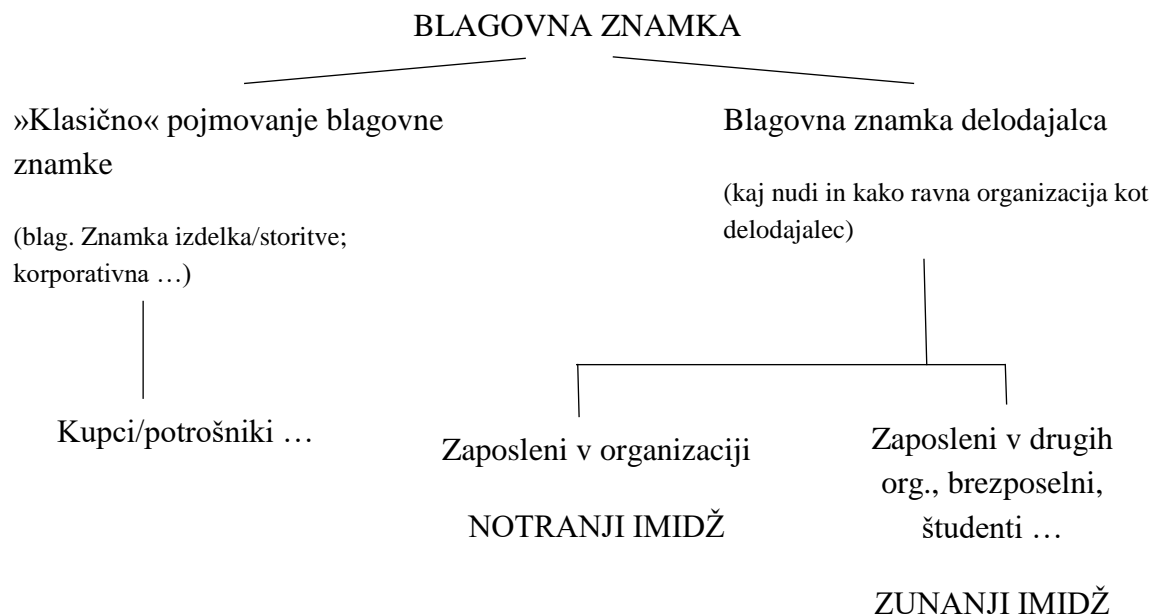 BLAGOVNA ZNAMKA
»Klasično« pojmovanje blagovne
znamke
(blag. Znamka izdelka/storitve;
korporativna …)
Blagovna znamka delodajalca
(kaj nudi in kako ravna organizacija kot
delodajalec)
Kupci/potrošniki …
Zaposleni v organizaciji
NOTRANJI IMIDŽ
Zaposleni v drugih
org., brezposelni,
študenti …
ZUNANJI IMIDŽ